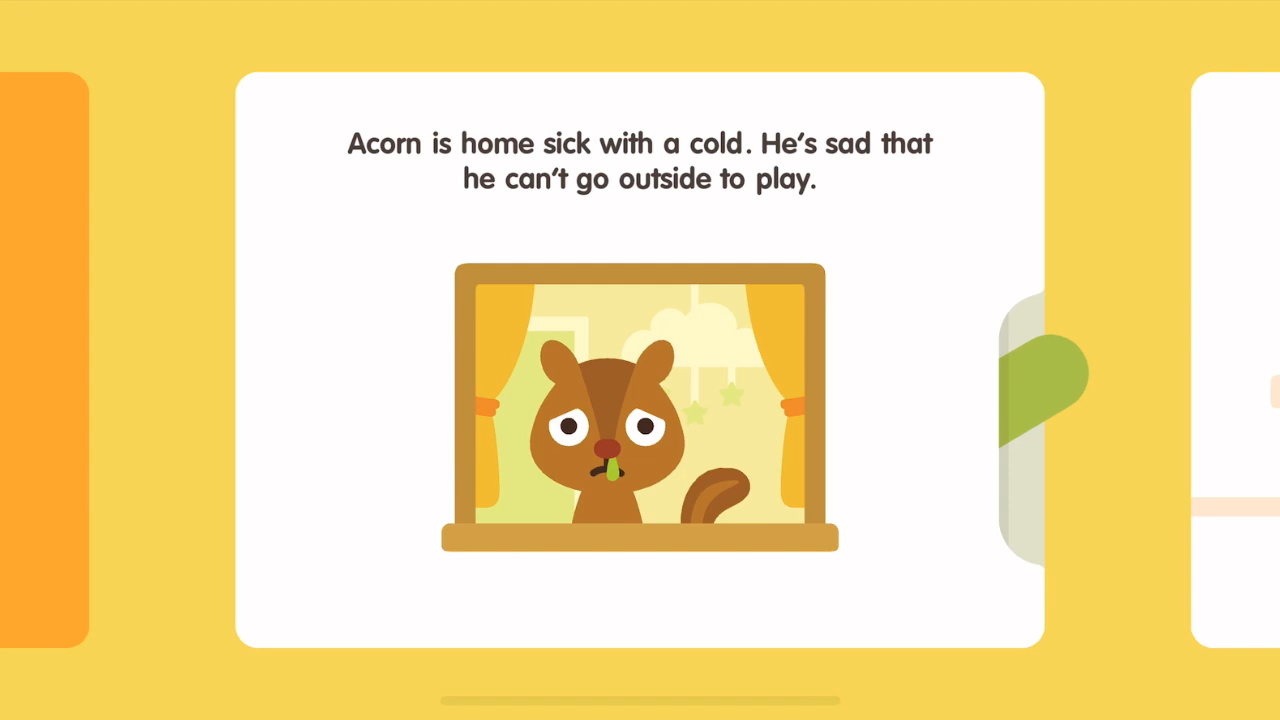 Acorn is home sick with a cold. He's sad that
he can't go outside to play.